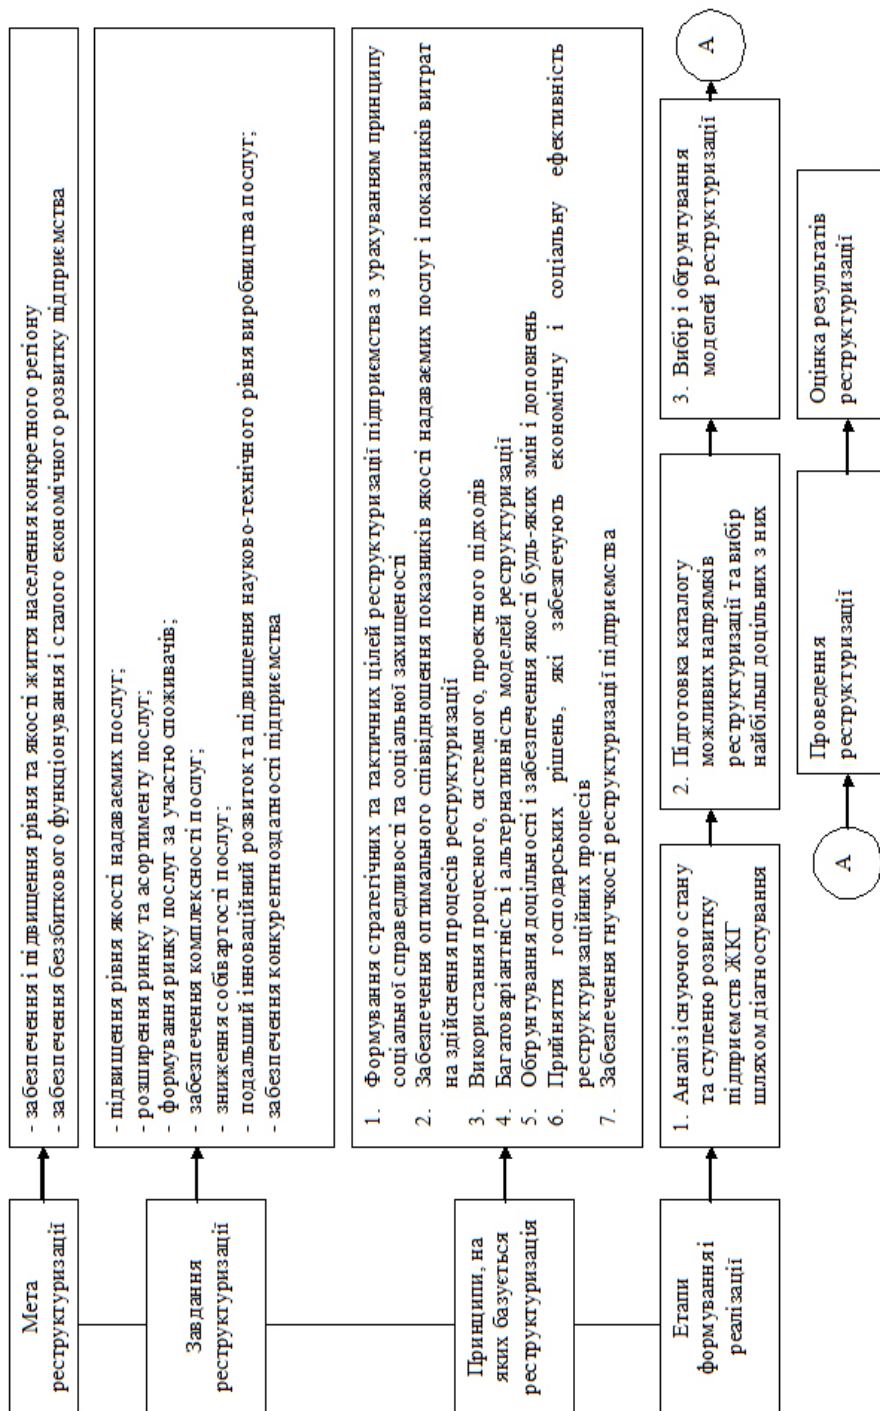 Мета
реструктуризації
- забезпечення і підвищення рівня та якості життя населення конкретного регіону
- забезпечення беззбиткового функціонування і сталого економічного розвитку підприємства
Завдання
реструктуризації
- підвищення рівня якості надаваємих послуг;
- розширення ринку та асортименту послуг;
- формування ринку послуг за участю споживачів;
- забезпечення комплексності послуг;
- зниження собівартості послуг;
- подальший інноваційний розвиток та підвищення науково-технічного рівня виробництва послуг;
- забезпечення конкурентноздатності підприємства
Принципи, на
яких базується
реструктуризація
1. Формування стратегічних та тактичних цілей реструктуризації підприємства з урахуванням принципу
соціальної справедливості та соціальної захищеності
2. Забезпечення оптимального співвідношення показників якості надаваємих послуг і показників витрат
на здійснення процесів реструктуризації
3. Використання процесного, системного, проектного підходів
4. Багатоваріантність і альтернативність моделей реструктуризації
5. Обґрунтування доцільності і забезпечення якості будь-яких змін і доповнень
6. Прийняття господарських рішень, які забезпечують економічну і соціальну ефективність
реструктуризаційних процесів
7. Забезпечення гнучкості реструктуризації підприємства
Етапи
формування і
реалізації
1. Аналіз існуючого стану
та ступеню розвитку
підприємств ЖКГ
шляхом діагностування
2. Підготовка каталогу
можливих напрямків
реструктуризації та вибір
найбільш доцільних з них
3. Вибір і обґрунтування
моделей реструктуризації
А
А
Проведення
реструктуризації
Оцінка результатів
реструктуризації